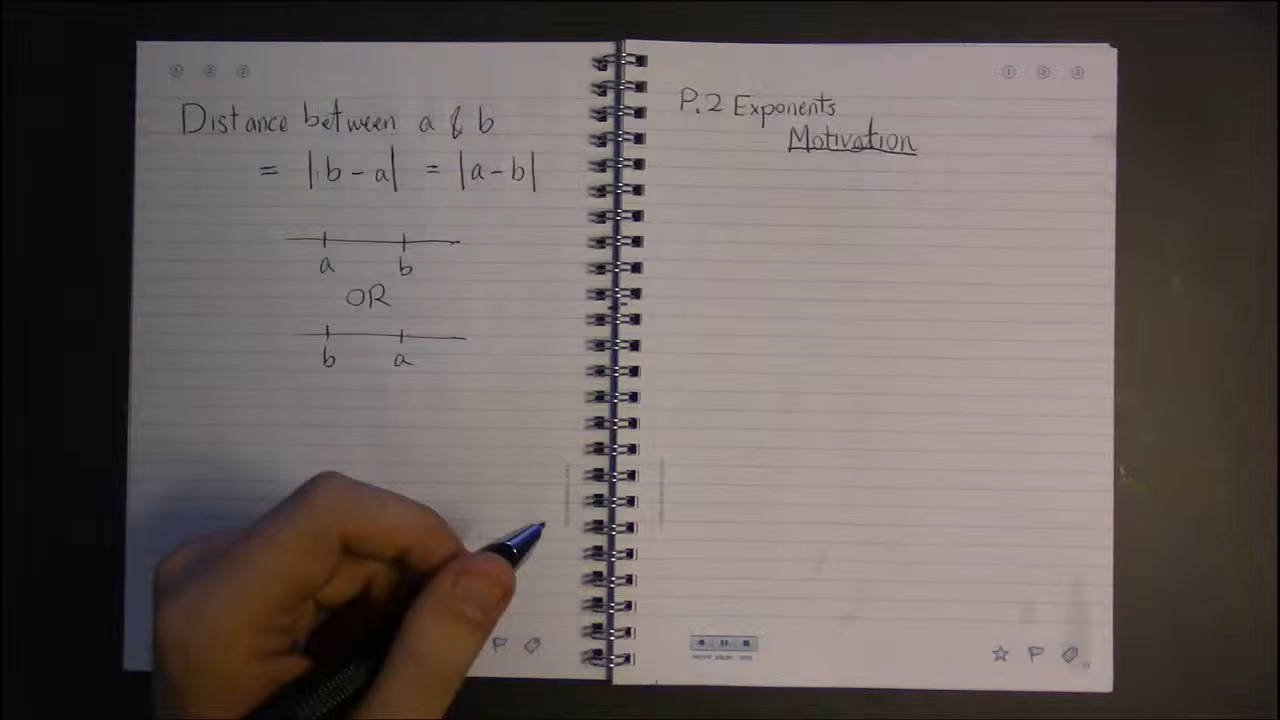 Distance between a & b
= |b - a| = |a - b|
a b
OR
b a
P.2 Exponents
Motivation